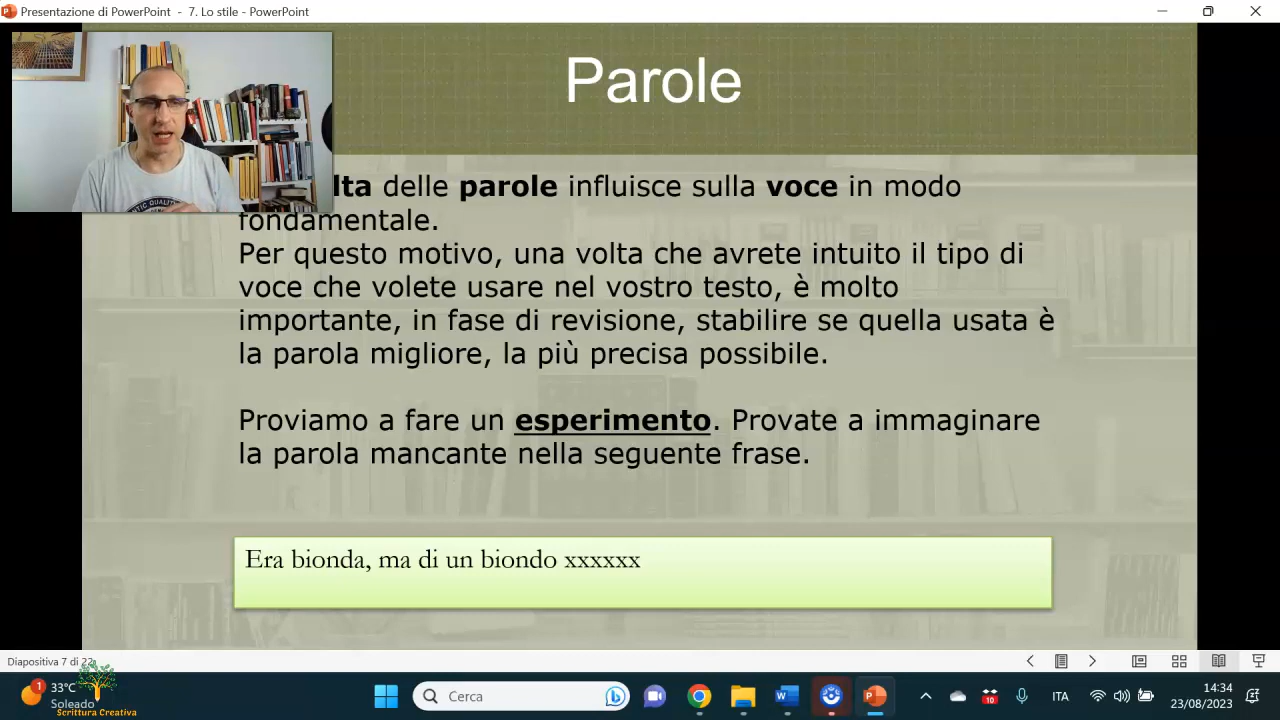 Presentazione di PowerPoint - 7. Lo stile - PowerPoint
Parole
delle parole influisce sulla voce in modo
fondamentale.
Per questo motivo, una volta che avrete intuito il tipo di
voce che volete usare nel vostro testo, è molto
importante, in fase di revisione, stabilire se quella usata è
la parola migliore, la più precisa possibile.
Proviamo a fare un esperimento. Provate a immaginare
la parola mancante nella seguente frase.
Era bionda, ma di un biondo xxxxxx
Diapositiva 7 di 22
1
33°C
Soleado
Scrittura Creativa
Cerca
10
ITA
14:34
23/08/2023